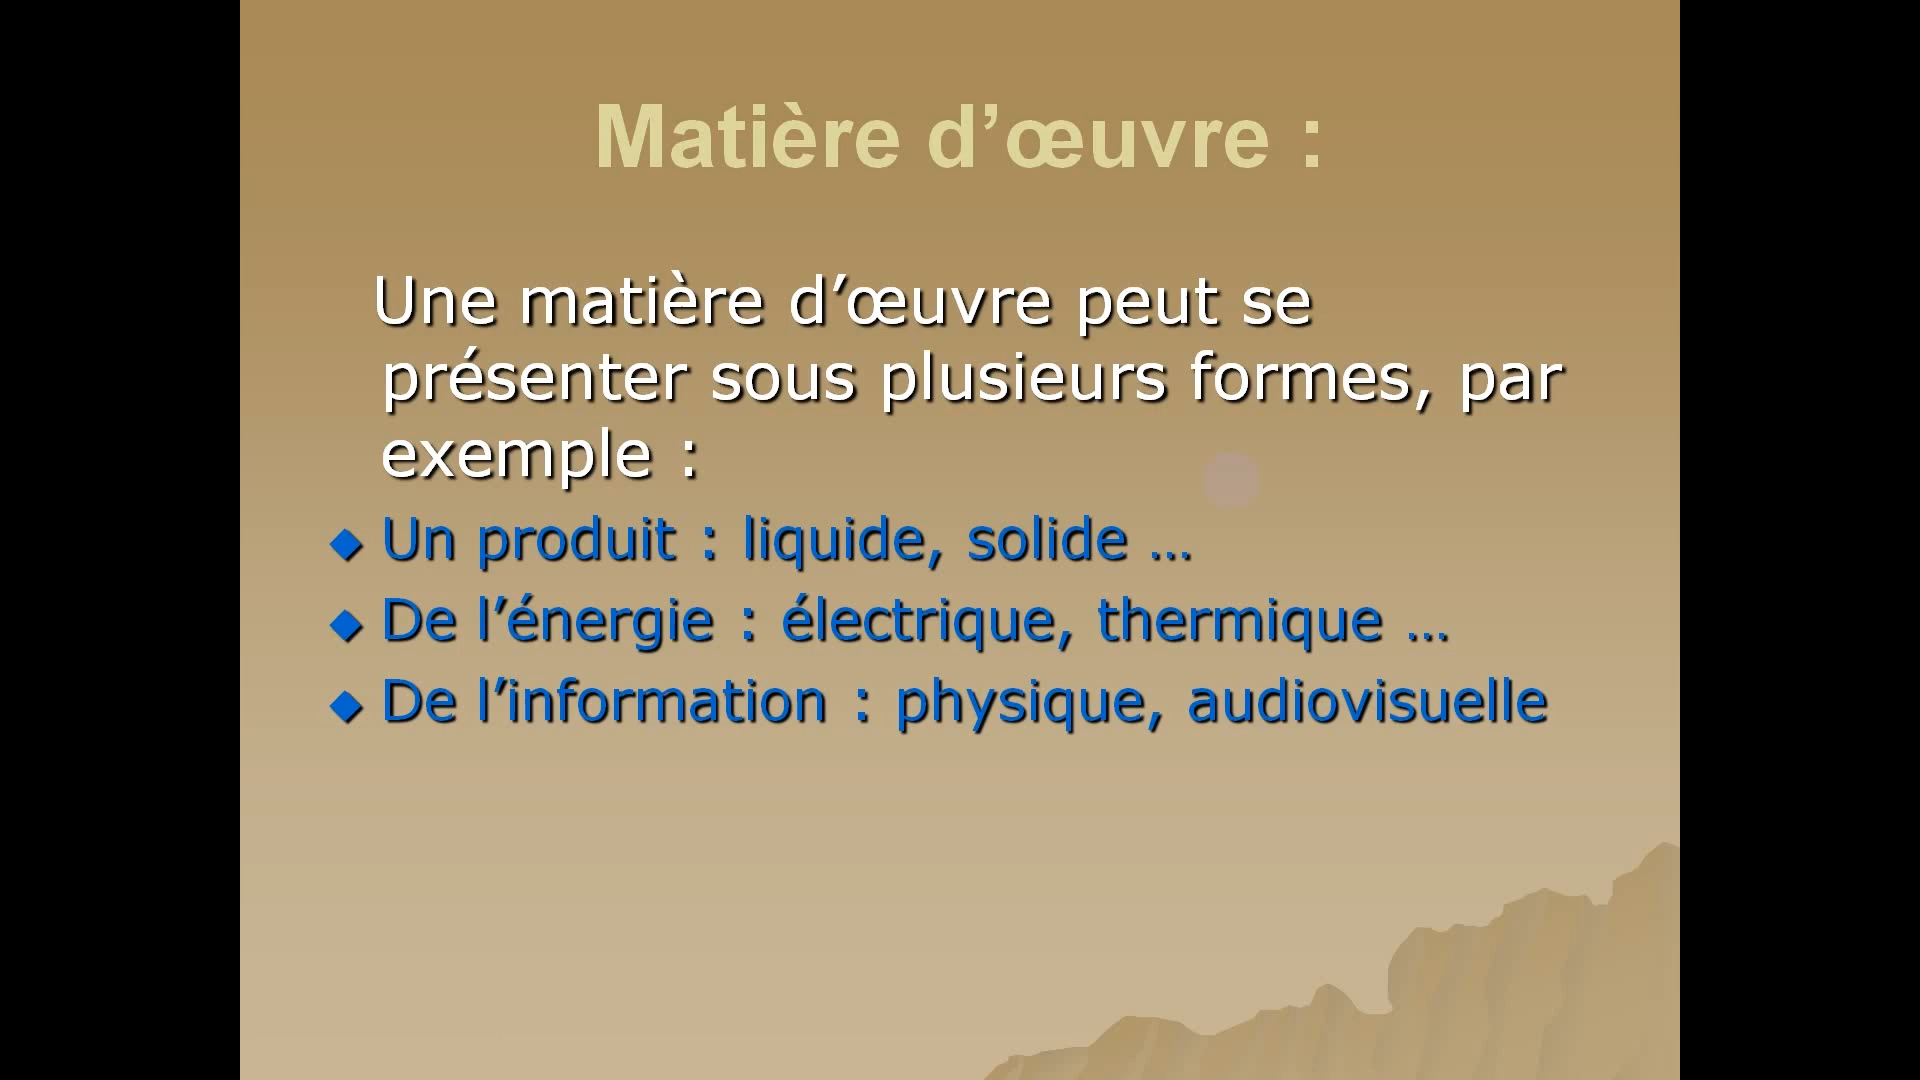 Matière d’œuvre :
Une matière d’œuvre peut se
présenter sous plusieurs formes, par
exemple :
◆ Un produit : liquide, solide …
◆ De l’énergie : électrique, thermique …
◆ De l’information : physique, audiovisuelle